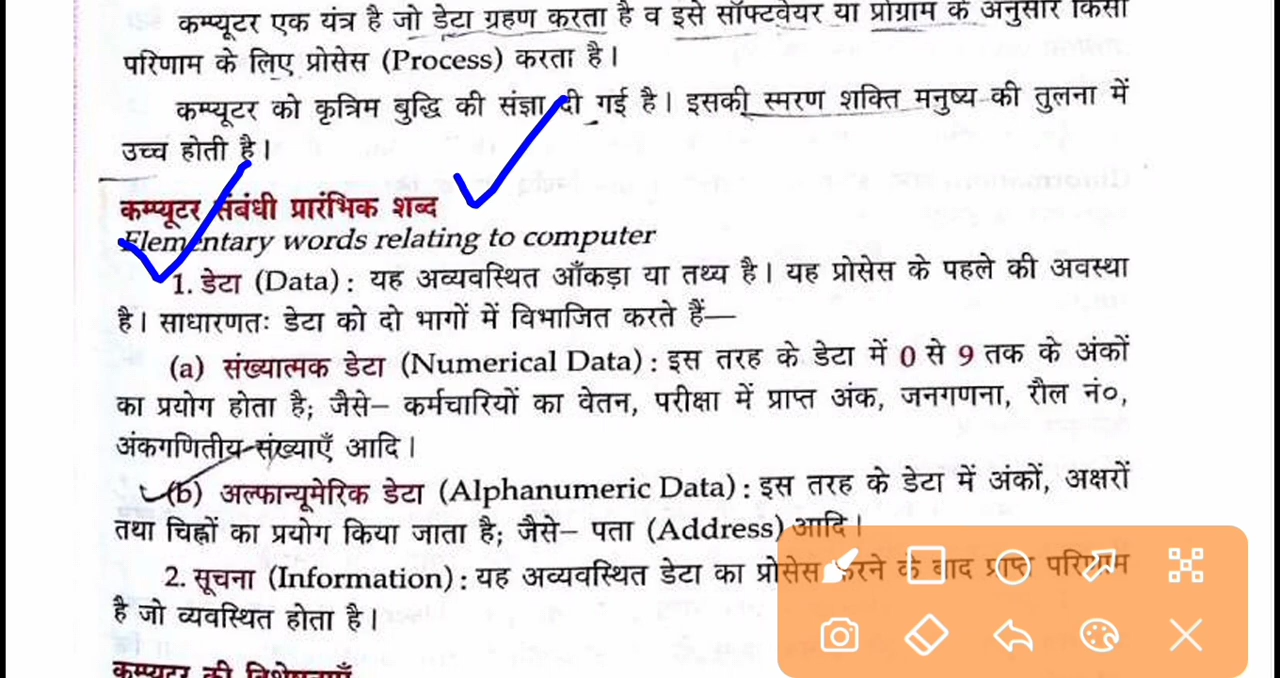 कम्प्यूटर एक यंत्र है जो डेटा ग्रहण करता है व इसे सॉफ्टवेयर या प्रोग्राम के अनुसार किसी
परिणाम के लिए प्रोसेस (Process) करता है।
कम्प्यूटर को कृत्रिम बुद्धि की संज्ञा दी गई है। इसकी स्मरण शक्ति मनुष्य की तुलना में
उच्च होती है।
कम्प्यूटर संबंधी प्रारंभिक शब्द
Elementary words relating to computer
1. डेटा (Data) : यह अव्यवस्थित आँकड़ा या तथ्य है। यह प्रोसेस के पहले की अवस्था
है। साधारणतः डेटा को दो भागों में विभाजित करते हैं—
(a) संख्यात्मक डेटा (Numerical Data) : इस तरह के डेटा में 0 से 9 तक के अंकों
का प्रयोग होता है; जैसे– कर्मचारियों का वेतन, परीक्षा में प्राप्त अंक, जनगणना, रौल नं०,
अंकगणितीय संख्याएँ आदि।
(b) अल्फान्यूमेरिक डेटा (Alphanumeric Data) : इस तरह के डेटा में अंकों, अक्षरों
तथा चिह्नों का प्रयोग किया जाता है; जैसे– पता (Address) आदि।
2. सूचना (Information) : यह अव्यवस्थित डेटा का प्रोसेस करने के बाद प्राप्त परिणाम
है जो व्यवस्थित होता है।
कम्प्यूटर की विशेषताएँ